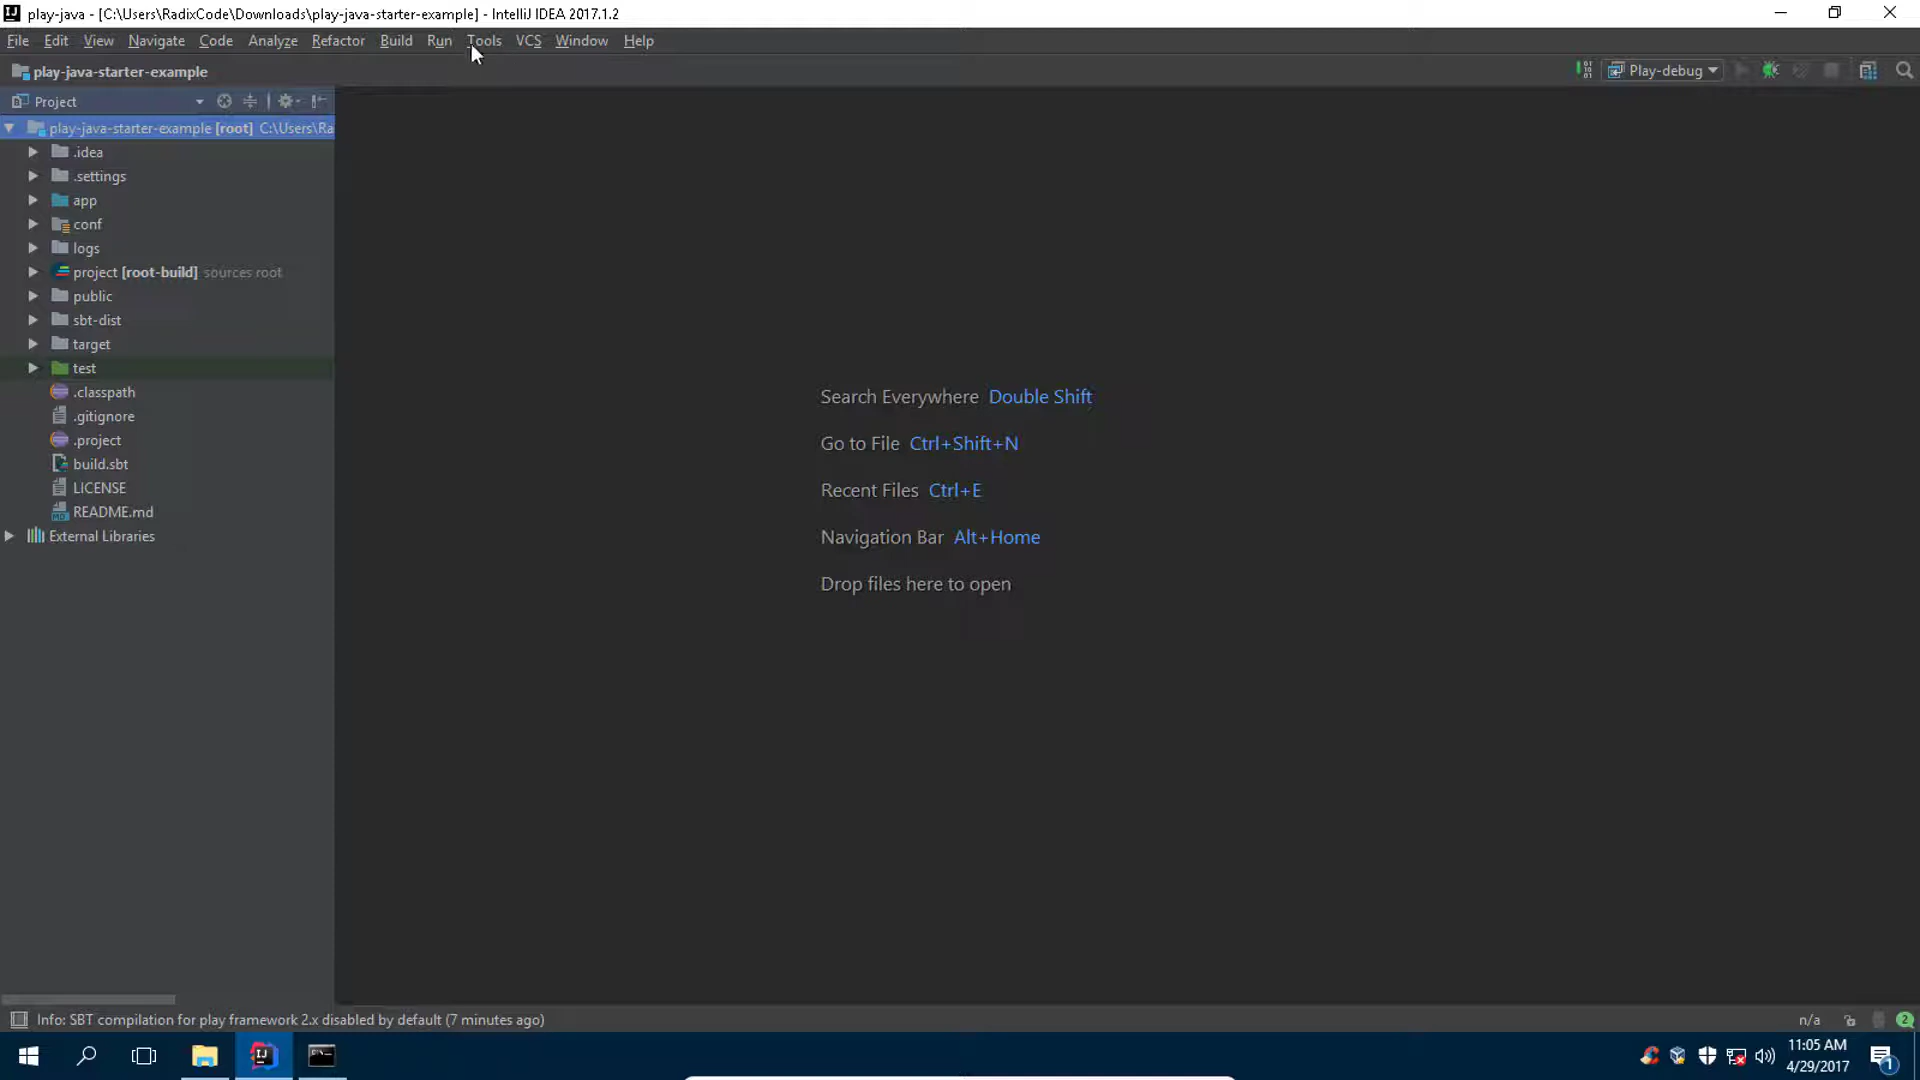 play-java - [C:\Users\RadixCode\Downloads\play-java-starter-example] - IntelliJ IDEA 2017.1.2
File Edit View Navigate Code Analyze Refactor Build Run Tools VCS Window Help
play-java-starter-example
Play-debug
Project
play-java-starter-example [root] C:\Users\Ra
.idea
.settings
app
conf
logs
project [root-build] sources root
public
sbt-dist
target
test
.classpath
.gitignore
.project
build.sbt
LICENSE
README.md
External Libraries
Search Everywhere Double Shift
Go to File Ctrl+Shift+N
Recent Files Ctrl+E
Navigation Bar Alt+Home
Drop files here to open
Info: SBT compilation for play framework 2.x disabled by default (7 minutes ago)
n/a
2
11:05 AM
4/29/2017
1